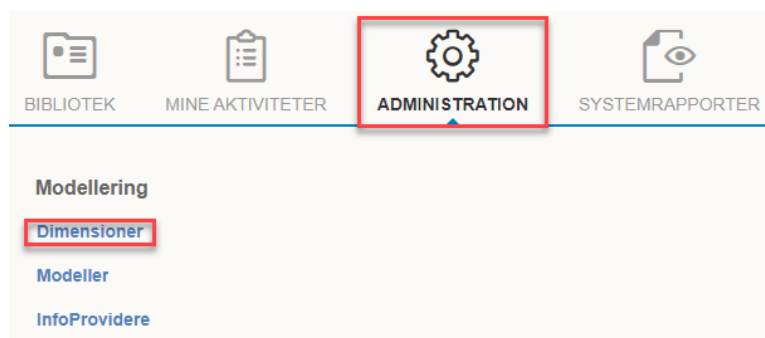 BIBLIOTEK MINE AKTIVITETER ADMINISTRATION SYSTEMRAPPORTER
Modellering
Dimensioner
Modeller
InfoProvidere